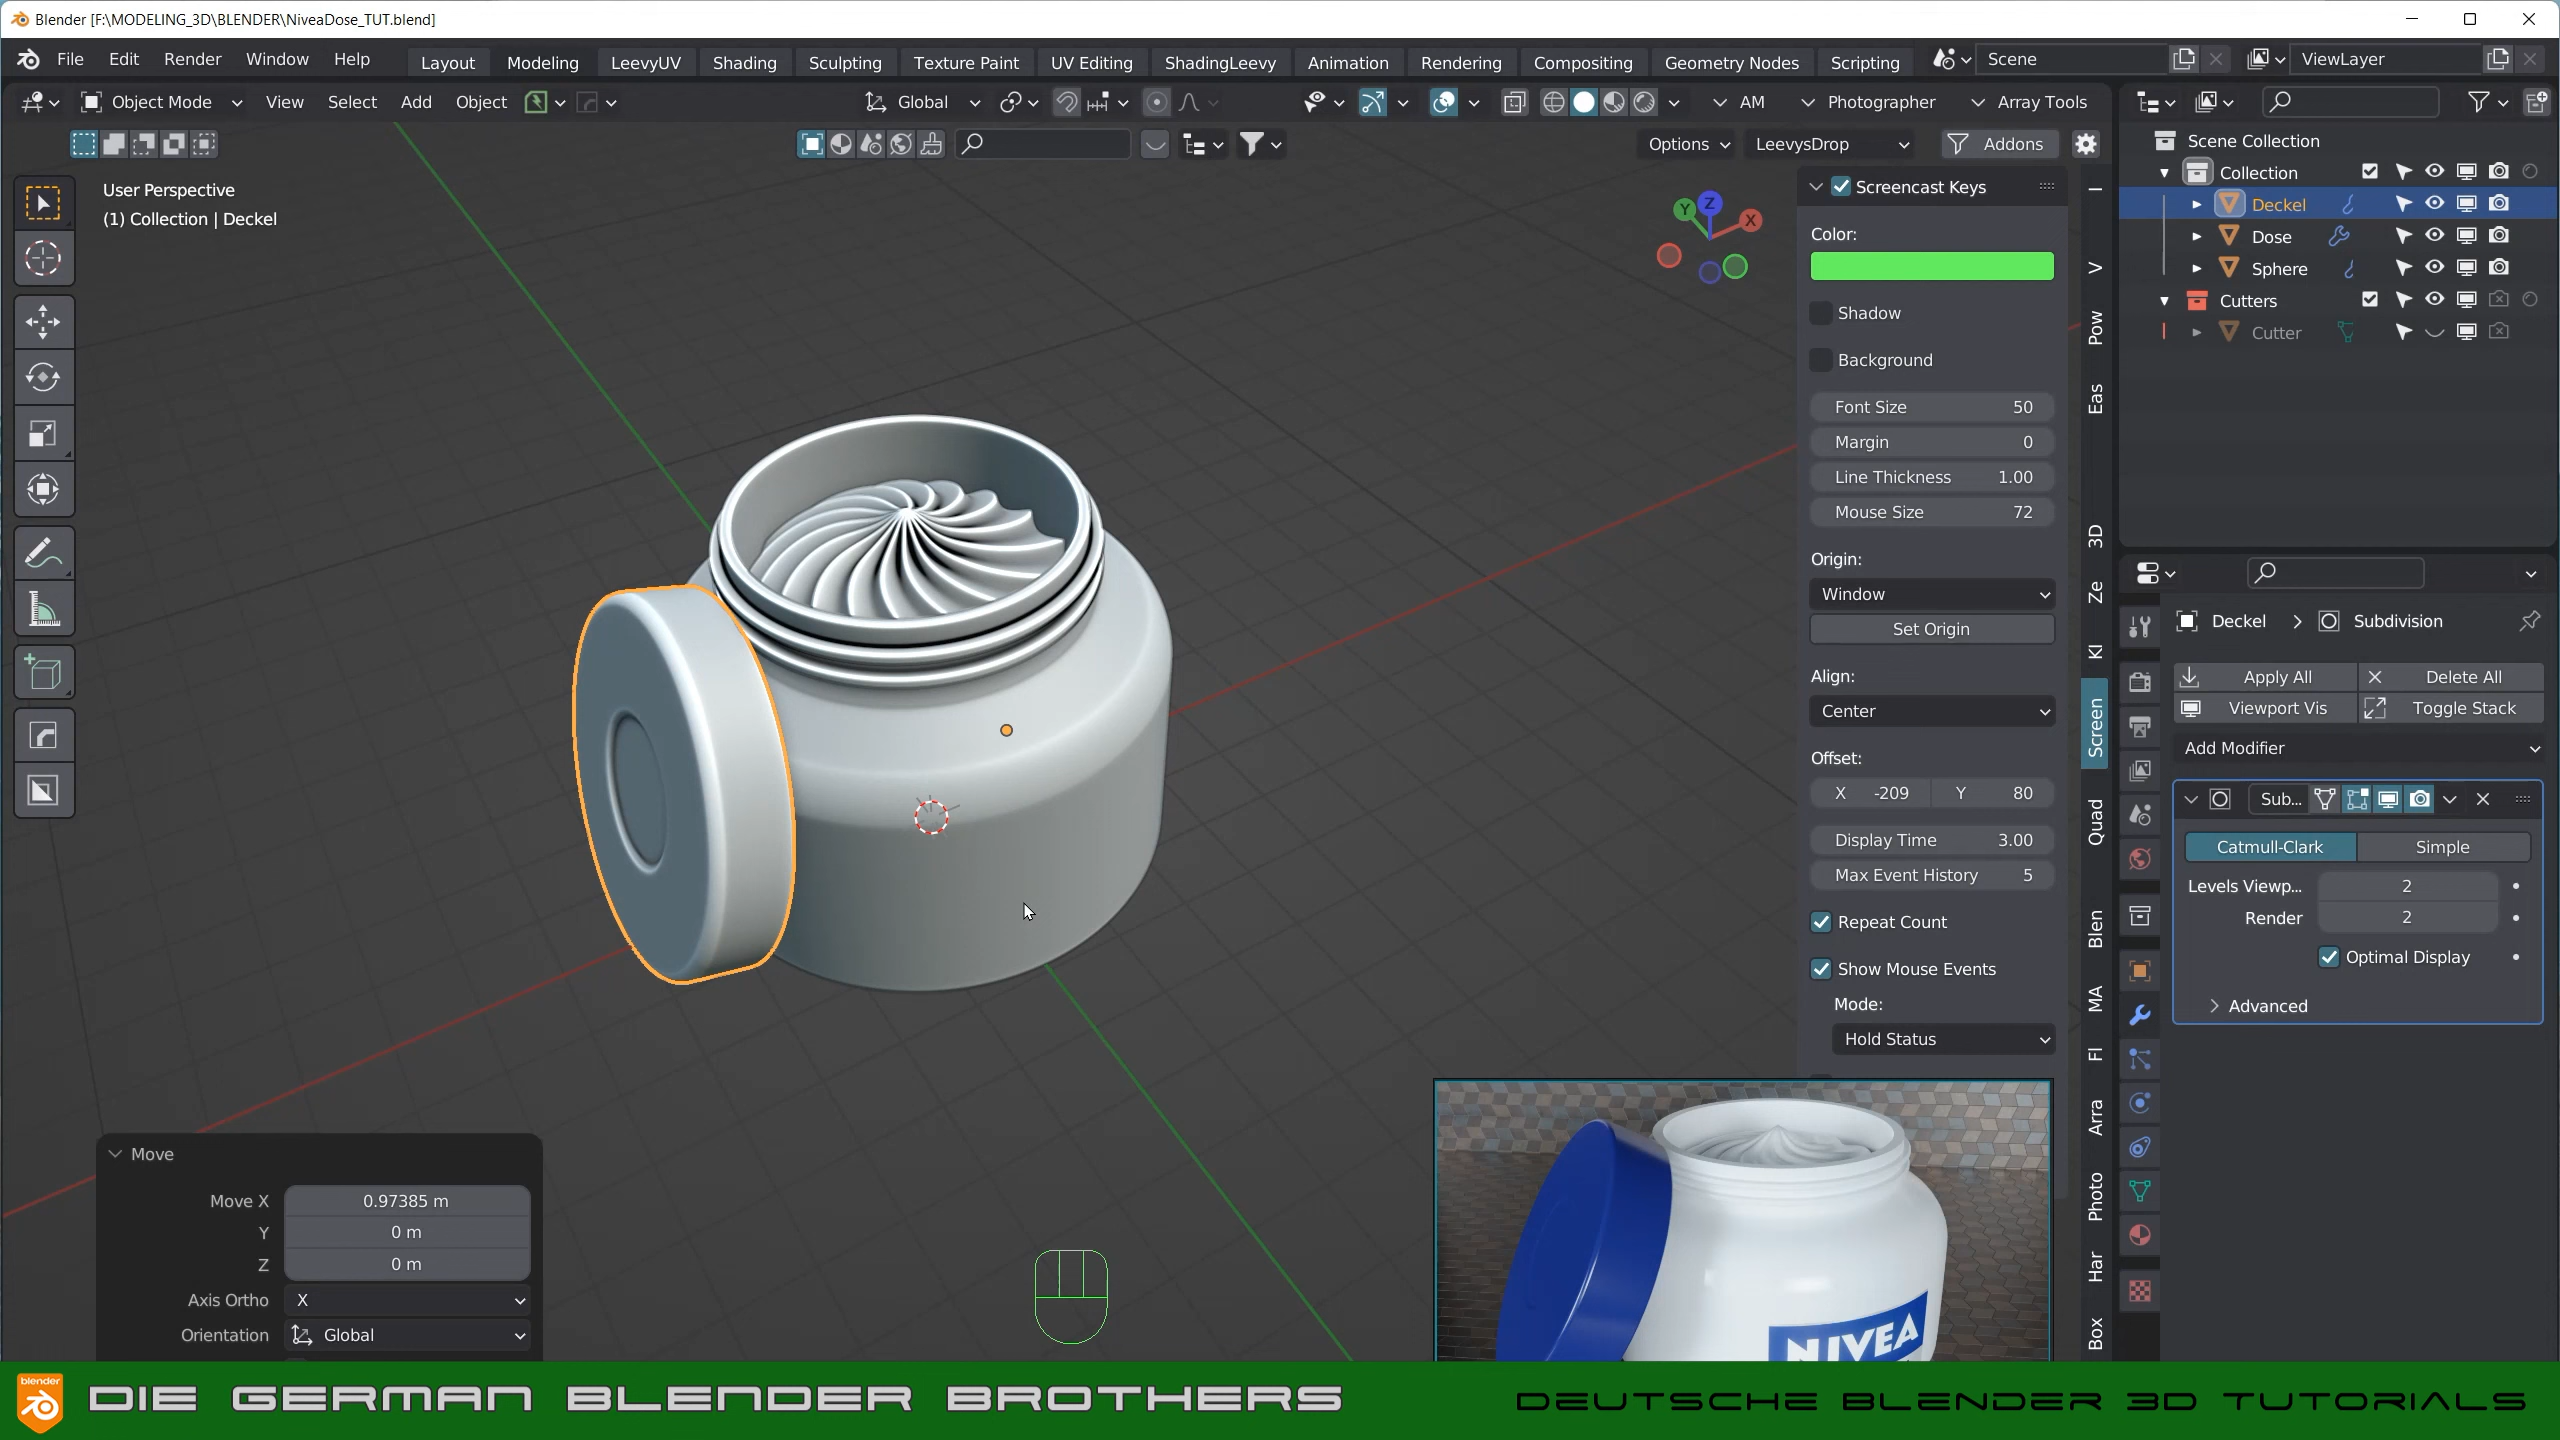 Blender [F:\MODELING_3D\BLENDER\NiveaDose_TUT.blend]
File Edit Render Window Help Layout Modeling LeevyUV Shading Sculpting Texture Paint UV Editing ShadingLeevy Animation Rendering Compositing Geometry Nodes Scripting Scene ViewLayer
Object Mode View Select Add Object Global AM Photographer Array Tools
Options LeevysDrop Addons
User Perspective
(1) Collection | Deckel
Screencast Keys
Color:
Shadow
Background
Font Size 50
Margin 0
Line Thickness 1.00
Mouse Size 72
Origin:
Window
Set Origin
Align:
Center
Offset:
X -209 Y 80
Display Time 3.00
Max Event History 5
Repeat Count
Show Mouse Events
Mode:
Hold Status
I
V
Pow
Eas
3D
Ze
KI
Screen
Quad
Blen
MA
Fl
Arra
Photo
Har
Box
X
Y
Z
Scene Collection
Collection
Deckel
Dose
Sphere
Cutters
Cutter
Deckel > Subdivision
Apply All Delete All
Viewport Vis Toggle Stack
Add Modifier
Sub...
Catmull-Clark Simple
Levels Viewp... 2
Render 2
Optimal Display
Advanced
Move
Move X 0.97385 m
Y 0 m
Z 0 m
Axis Ortho X
Orientation Global
NIVEA
blender
DIE GERMAN BLENDER BROTHERS
DEUTSCHE BLENDER 3D TUTORIALS